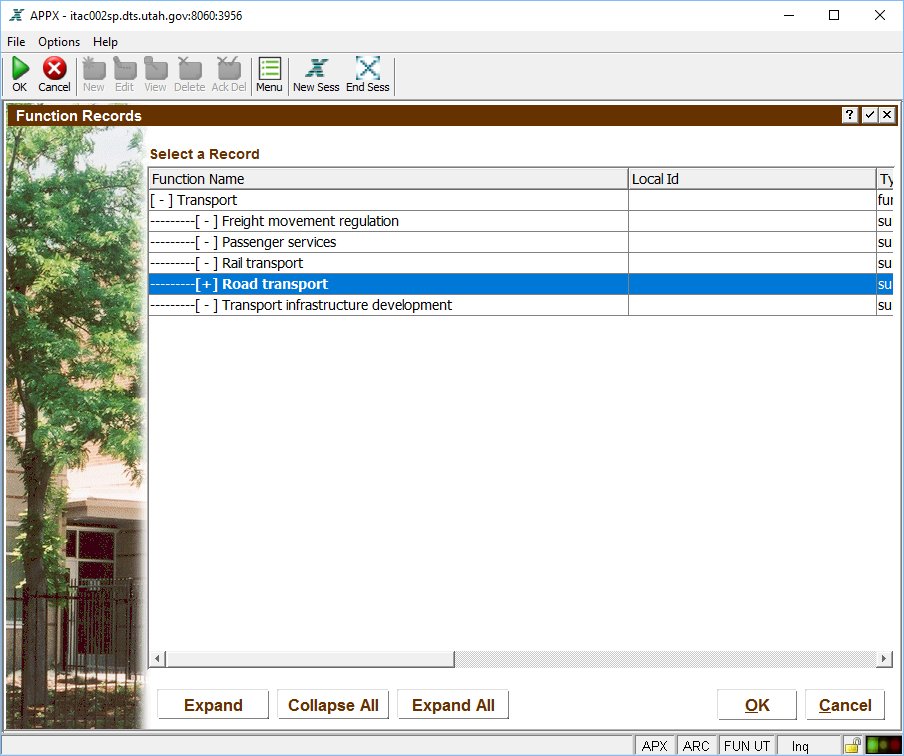 APPX - itac002sp.dts.utah.gov:8060:3956
File Options Help
OK Cancel New Edit View Delete Ack Del Menu New Sess End Sess
Function Records
Select a Record
Function Name Local Id Ty
[ - ] Transport fun
---------[ - ] Freight movement regulation su
---------[ - ] Passenger services su
---------[ - ] Rail transport su
---------[+] Road transport su
---------[ - ] Transport infrastructure development su
Expand Collapse All Expand All OK Cancel
APX ARC FUN UT Inq